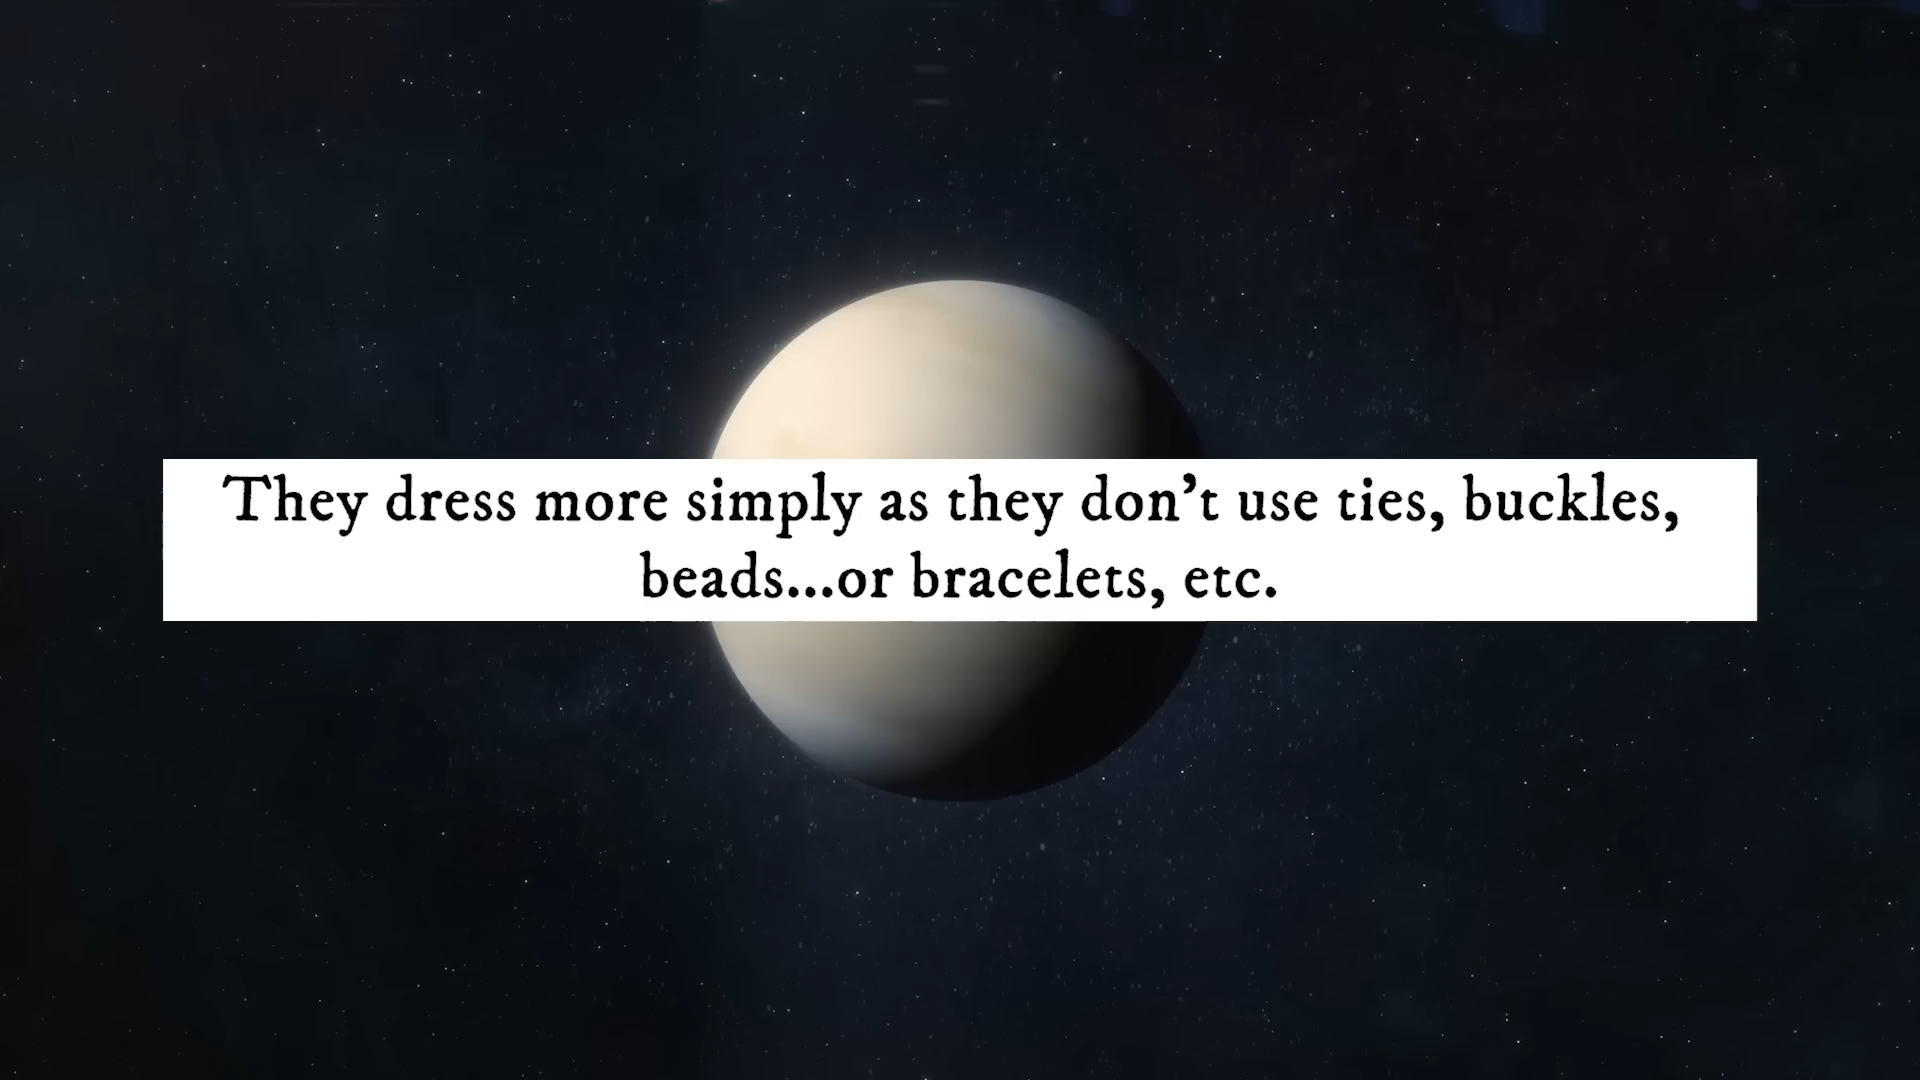 They dress more simply as they don't use ties, buckles,
beads...or bracelets, etc.